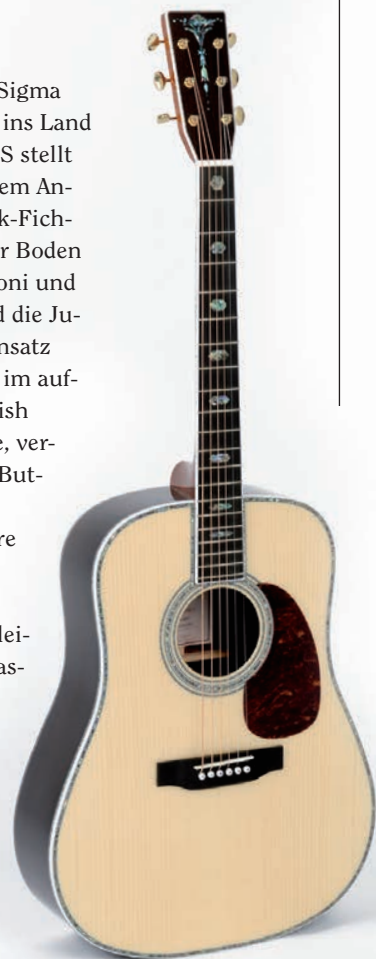 Sigma
ins Land
S stellt
em An-
k-Fich-
r Boden
oni und
d die Ju-
nsatz
im auf-
ish
e, ver-
But-
re
lei-
as-